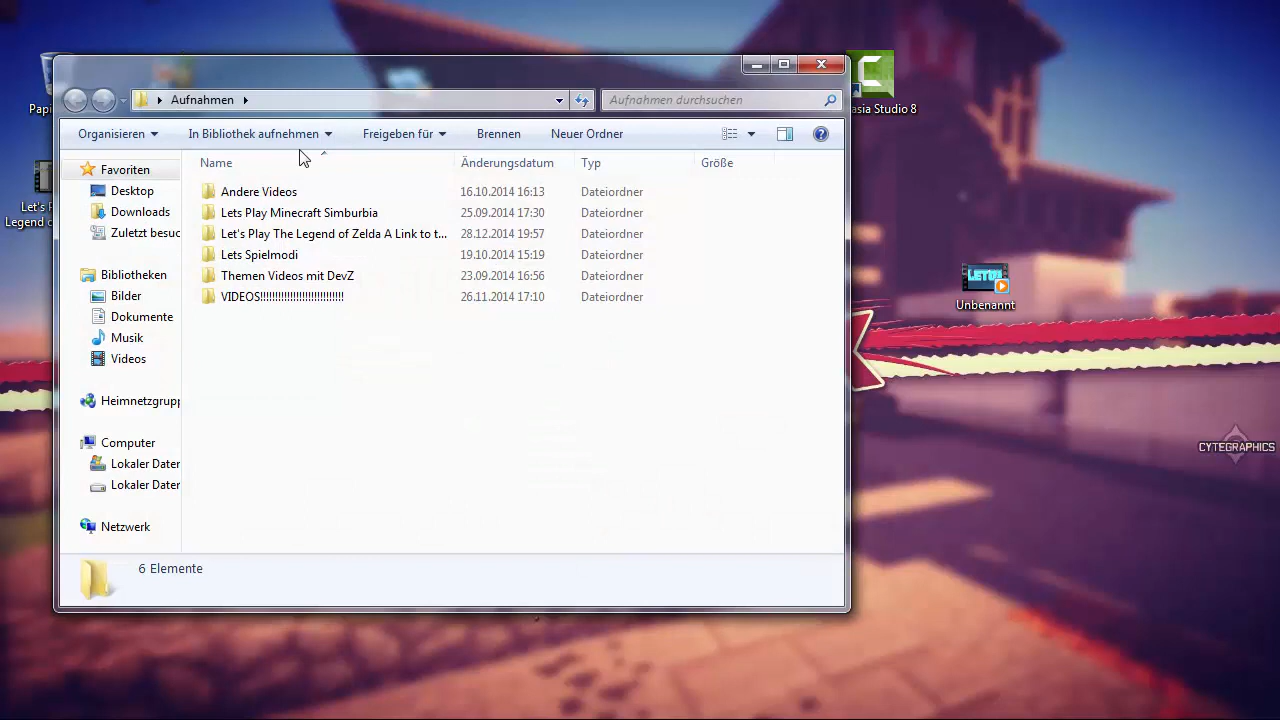 Papi
asia Studio 8
Let's P
Legend o
Aufnahmen
Aufnahmen durchsuchen
Organisieren
In Bibliothek aufnehmen
Freigeben für
Brennen
Neuer Ordner
Name
Änderungsdatum
Typ
Größe
Andere Videos 16.10.2014 16:13 Dateiordner
Lets Play Minecraft Simburbia 25.09.2014 17:30 Dateiordner
Let's Play The Legend of Zelda A Link to t... 28.12.2014 19:57 Dateiordner
Lets Spielmodi 19.10.2014 15:19 Dateiordner
Themen Videos mit DevZ 23.09.2014 16:56 Dateiordner
VIDEOS!!!!!!!!!!!!!!!!!!!!!!!!!! 26.11.2014 17:10 Dateiordner
Favoriten
Desktop
Downloads
Zuletzt besuc
Bibliotheken
Bilder
Dokumente
Musik
Videos
Heimnetzgrupp
Computer
Lokaler Daten
Lokaler Daten
Netzwerk
6 Elemente
Unbenannt
CYTEGRAPHICS